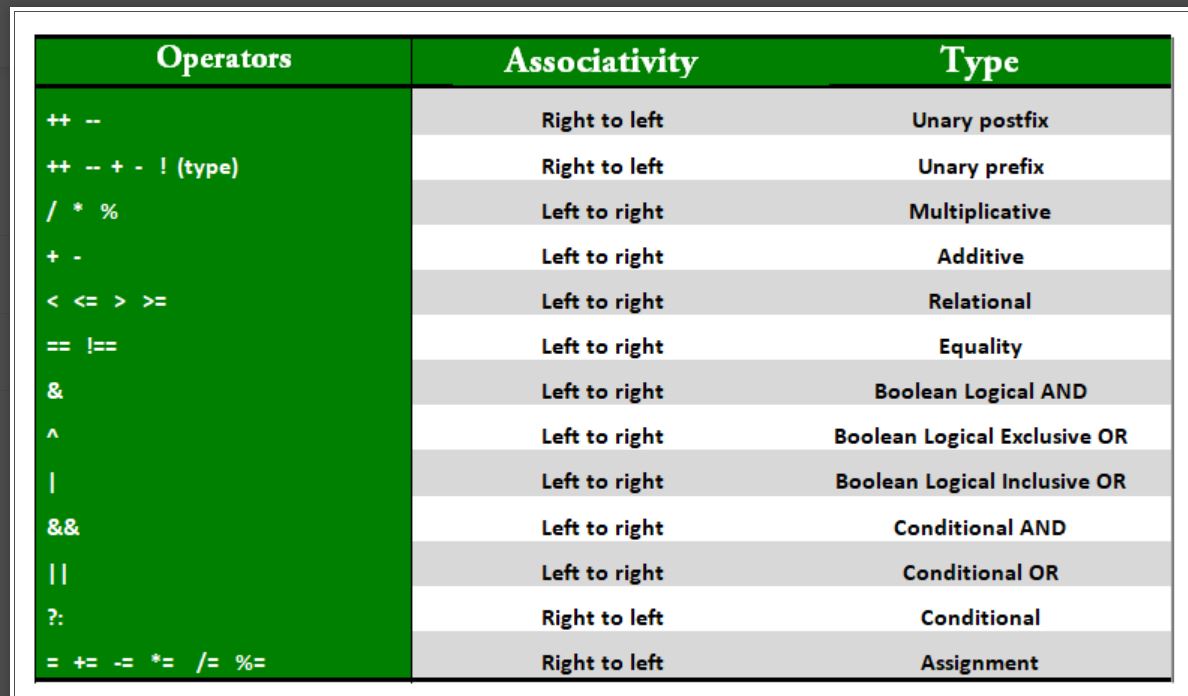 Operators Associativity Type
++ -- Right to left Unary postfix
++ -- + - ! (type) Right to left Unary prefix
/ * % Left to right Multiplicative
+ - Left to right Additive
< <= > >= Left to right Relational
== !== Left to right Equality
& Left to right Boolean Logical AND
^ Left to right Boolean Logical Exclusive OR
| Left to right Boolean Logical Inclusive OR
&& Left to right Conditional AND
|| Left to right Conditional OR
?: Right to left Conditional
= += -= *= /= %= Right to left Assignment